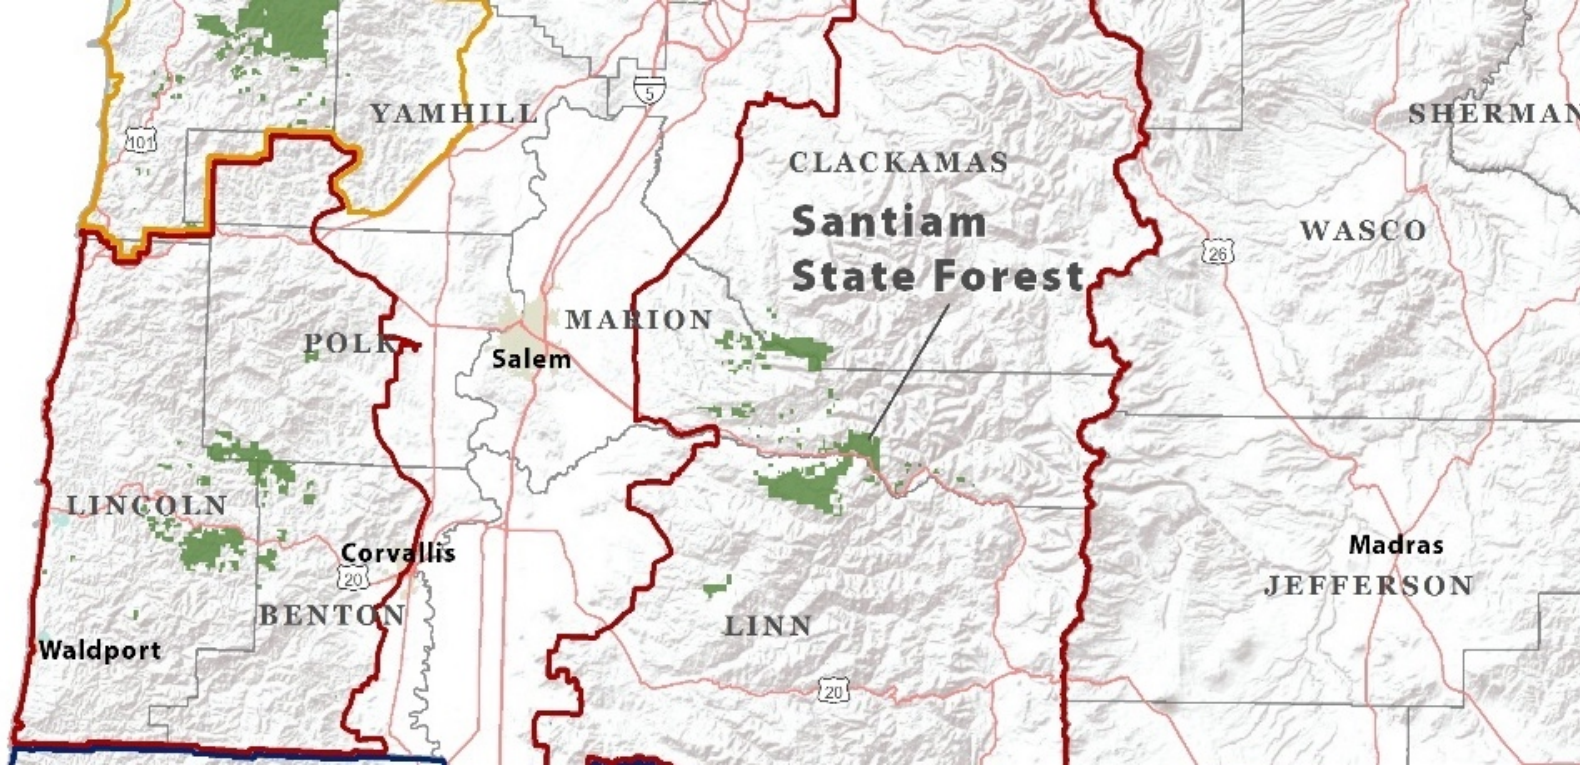 YAMHILL
5
SHERMAN
101
CLACKAMAS
Santiam
State Forest
WASCO
26
MARION
POLK
Salem
LINCOLN
Corvallis
20
Madras
JEFFERSON
BENTON
LINN
Waldport
20